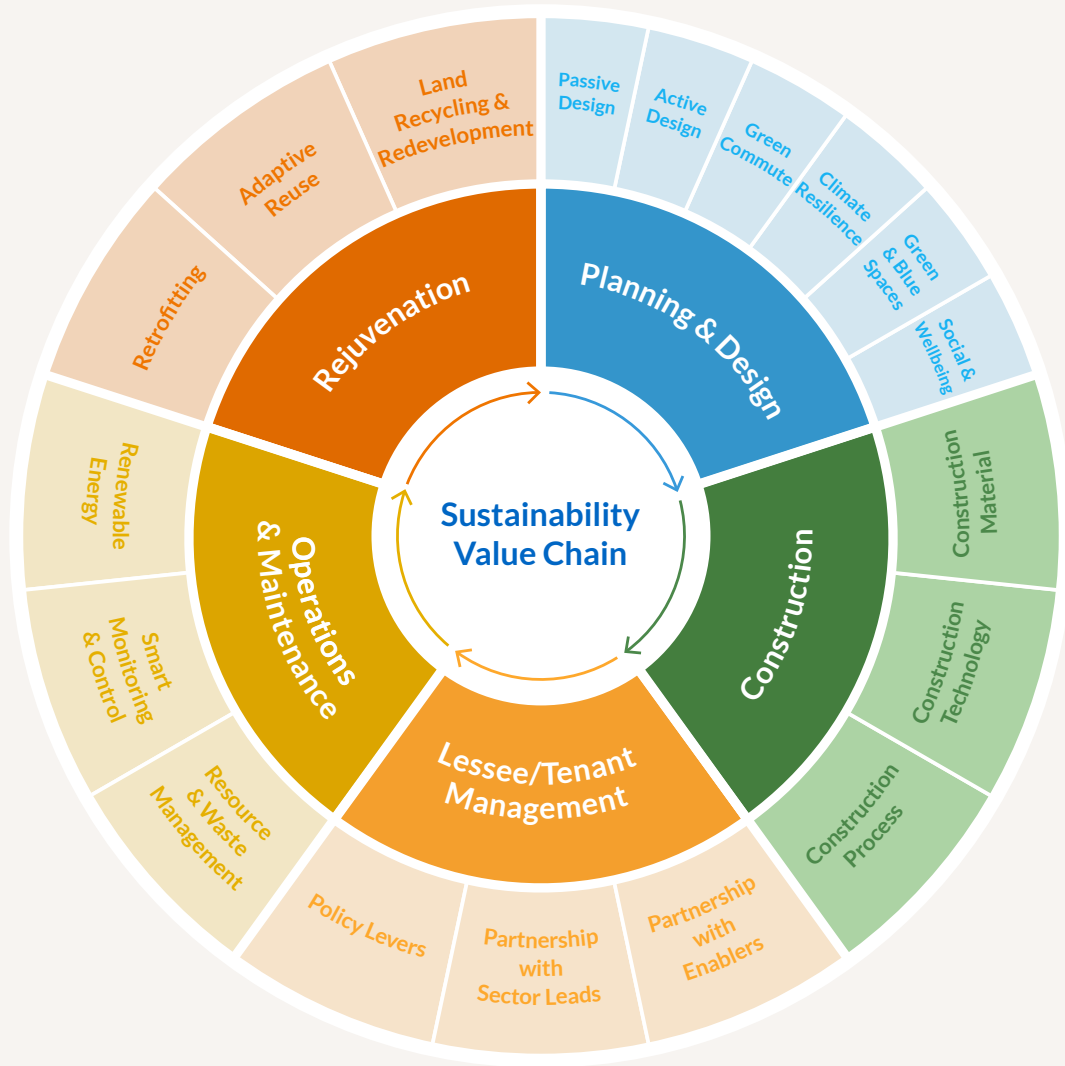 Sustainability
Value Chain
Planning & Design
Passive
Design
Active
Design
Green
Commute
Climate
Resilience
Green
& Blue
Spaces
Social &
Wellbeing
Construction
Construction
Material
Construction
Technology
Construction
Process
Lessee/Tenant
Management
Partnership
with
Enablers
Partnership
with
Sector Leads
Policy Levers
Operations
& Maintenance
Resource
& Waste
Management
Smart
Monitoring
& Control
Renewable
Energy
Rejuvenation
Retrofitting
Adaptive
Reuse
Land
Recycling &
Redevelopment